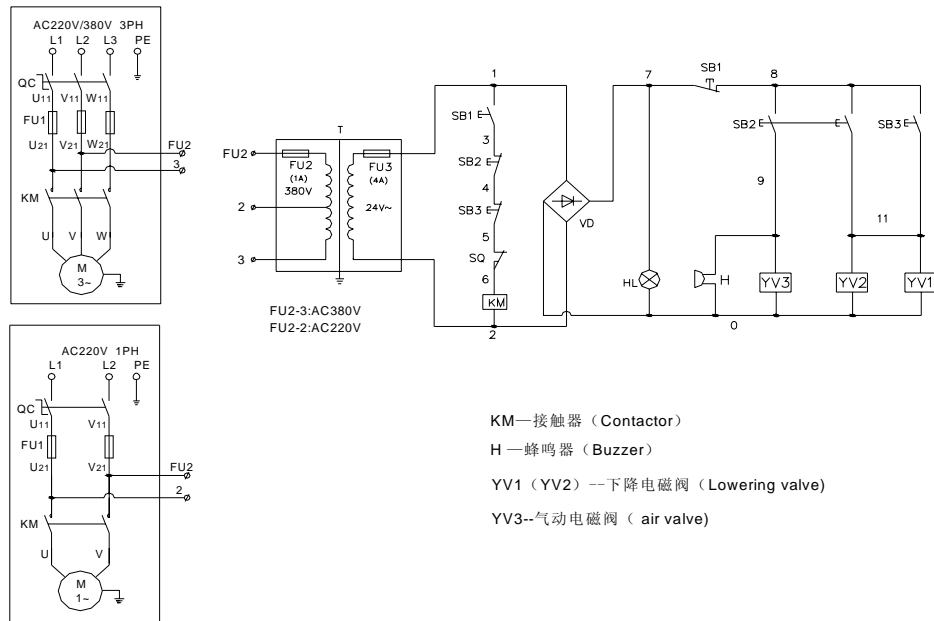 AC220V/380V 3PH
L1 L2 L3 PE
QC
U11 V11 W11
FU1
U21 V21 W21
FU2
3
KM
U V W
M
3~
AC220V 1PH
L1 L2 PE
QC
U11 V11
FU1
U21 V21
FU2
2
KM
U V
M
1~
T
FU2
FU2
(1A)
380V
FU3
(4A)
24V~
2
3
FU2-3:AC380V
FU2-2:AC220V
1
SB1
3
SB2
4
SB3
5
SQ
6
KM
2
VD
7
SB1
8
SB2
SB3
9
11
HL
H
YV3
YV2
YV1
0
KM—接触器（Contactor）
H —蜂鸣器（Buzzer）
YV1（YV2）--下降电磁阀（Lowering valve)
YV3--气动电磁阀（ air valve)